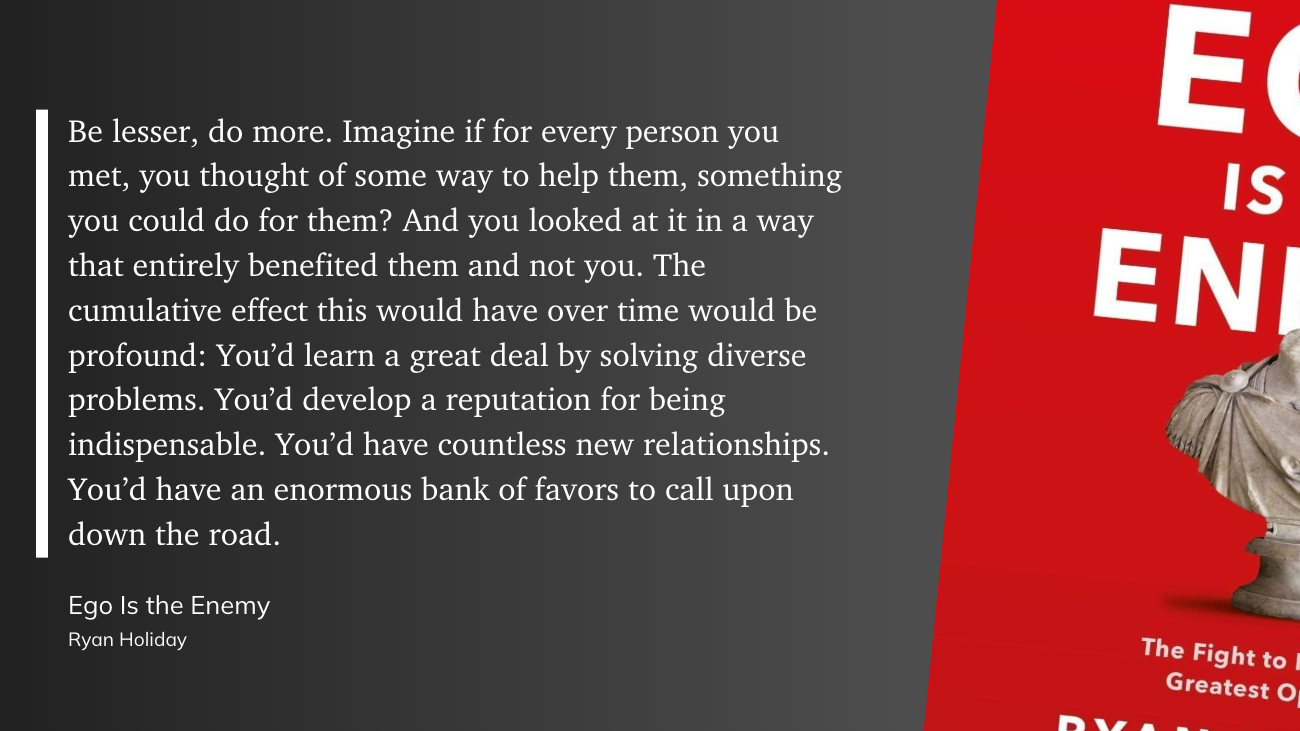 Be lesser, do more. Imagine if for every person you
met, you thought of some way to help them, something
you could do for them? And you looked at it in a way
that entirely benefited them and not you. The
cumulative effect this would have over time would be
profound: You’d learn a great deal by solving diverse
problems. You’d develop a reputation for being
indispensable. You’d have countless new relationships.
You’d have an enormous bank of favors to call upon
down the road.
Ego Is the Enemy
Ryan Holiday
IS
The Fight to
Greatest